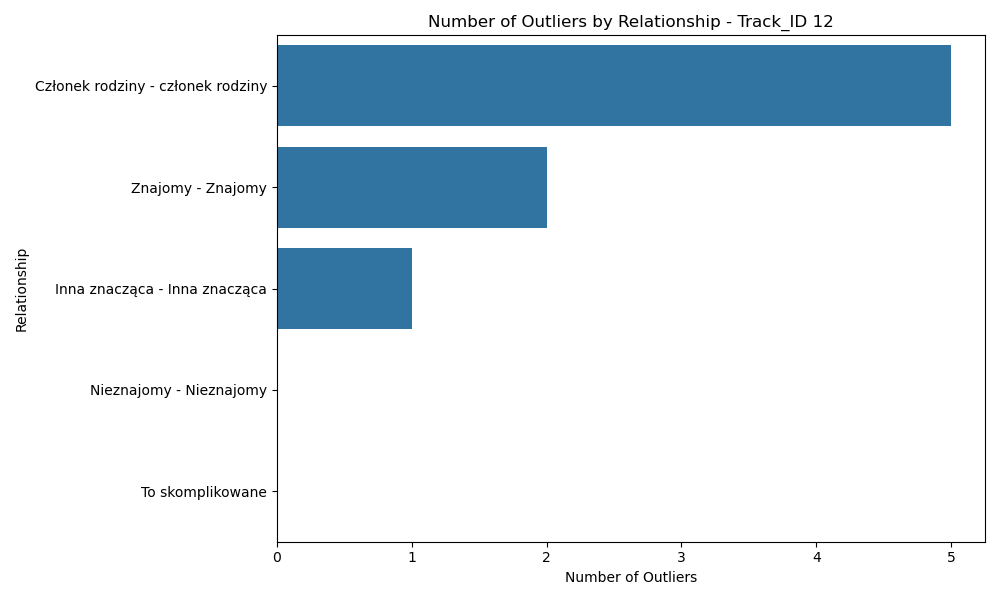 Number of Outliers by Relationship - Track_ID 12
Członek rodziny - członek rodziny
Znajomy - Znajomy
Inna znacząca - Inna znacząca
Nieznajomy - Nieznajomy
To skomplikowane
Relationship
0 1 2 3 4 5
Number of Outliers